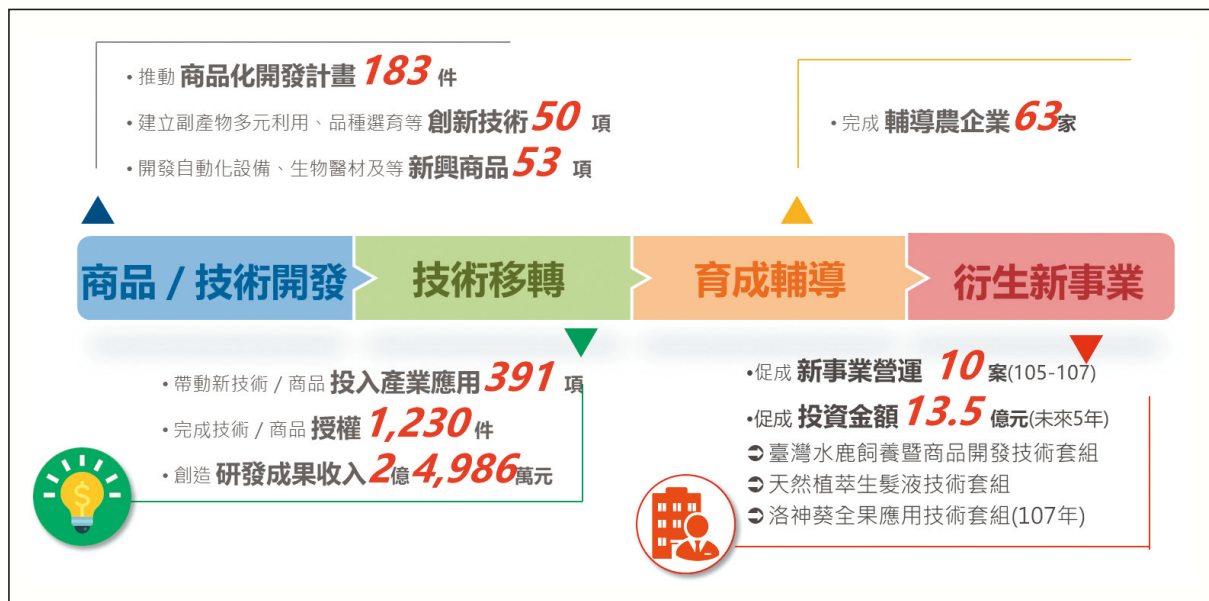 •推動 商品化開發計畫 183 件
•建立副產物多元利用、品種選育等 創新技術 50 項
•開發自動化設備、生物醫材及等 新興商品 53 項
•完成 輔導農企業 63家
商品 / 技術開發
技術移轉
育成輔導
衍生新事業
•帶動新技術 / 商品 投入產業應用 391 項
•完成技術 / 商品 授權 1,230 件
•創造 研發成果收入2億4,986萬元
$
•促成 新事業營運 10 案(105-107)
•促成 投資金額 13.5 億元(未來5年)
➲臺灣水鹿飼養暨商品開發技術套組
➲天然植萃生髮液技術套組
➲洛神葵全果應用技術套組(107年)